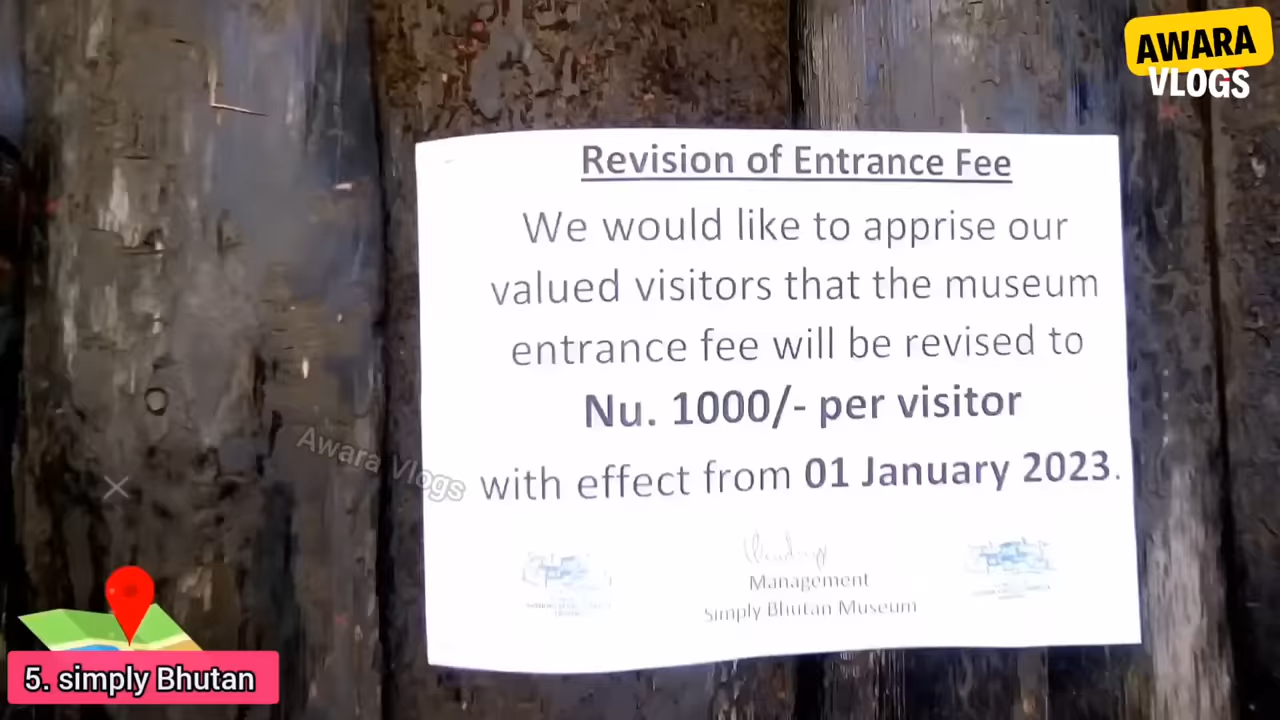 AWARA
VLOGS
Revision of Entrance Fee
We would like to apprise our
valued visitors that the museum
entrance fee will be revised to
Nu. 1000/- per visitor
with effect from 01 January 2023.
Awara Vlogs
Management
Simply Bhutan Museum
5. simply Bhutan